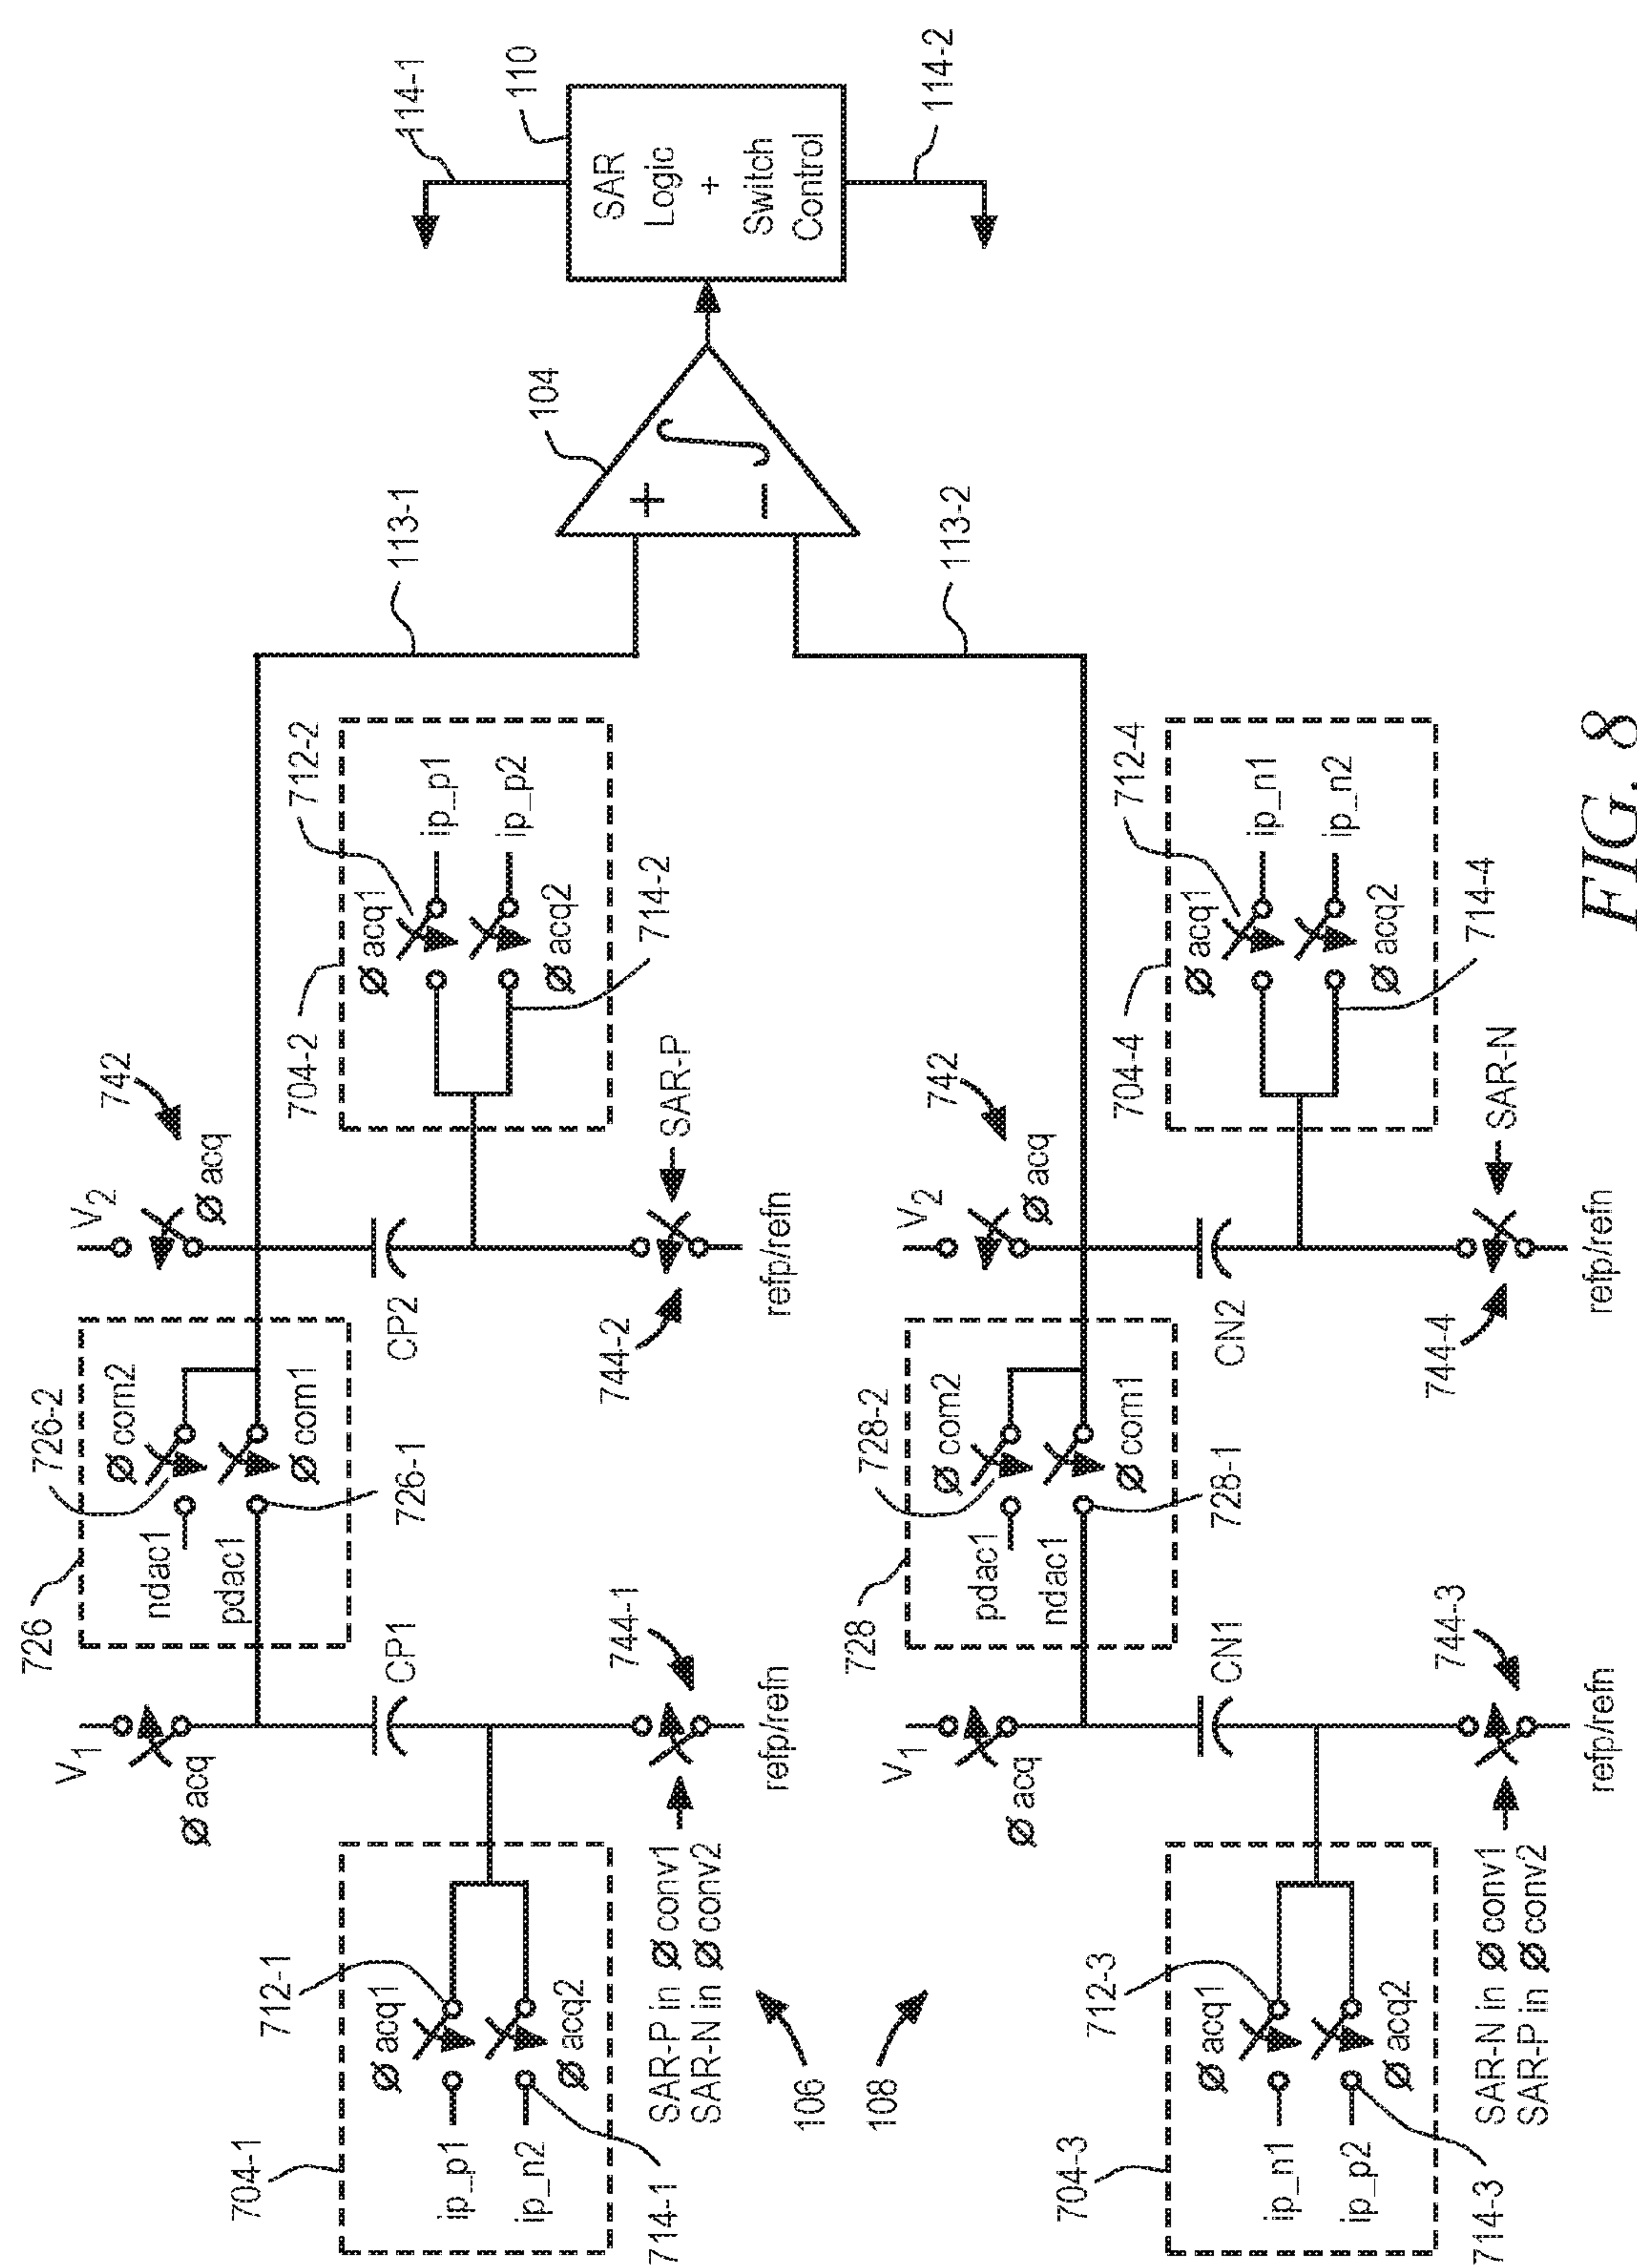 726
726-2
742
V1
Ø acq
Ø com2
ndac1
pdac1
Ø com1
726-1
V2
Ø acq
CP1
CP2
704-1
712-1
Ø acq1
ip_p1
ip_n2
Ø acq2
714-1
SAR-P in Ø conv1
SAR-N in Ø conv2
744-1
refp/refn
744-2
SAR-P
refp/refn
704-2
712-2
Ø acq1
ip_p1
ip_p2
Ø acq2
714-2
113-1
104
+
−
114-1
110
SAR
Logic
+
Switch
Control
114-2
113-2
106
108
728
728-2
742
V1
Ø acq
Ø com2
pdac1
ndac1
Ø com1
728-1
V2
Ø acq
CN1
CN2
704-3
712-3
Ø acq1
ip_n1
ip_p2
Ø acq2
714-3
SAR-N in Ø conv1
SAR-P in Ø conv2
744-3
refp/refn
744-4
SAR-N
refp/refn
704-4
712-4
Ø acq1
ip_n1
ip_n2
Ø acq2
714-4
FIG. 8